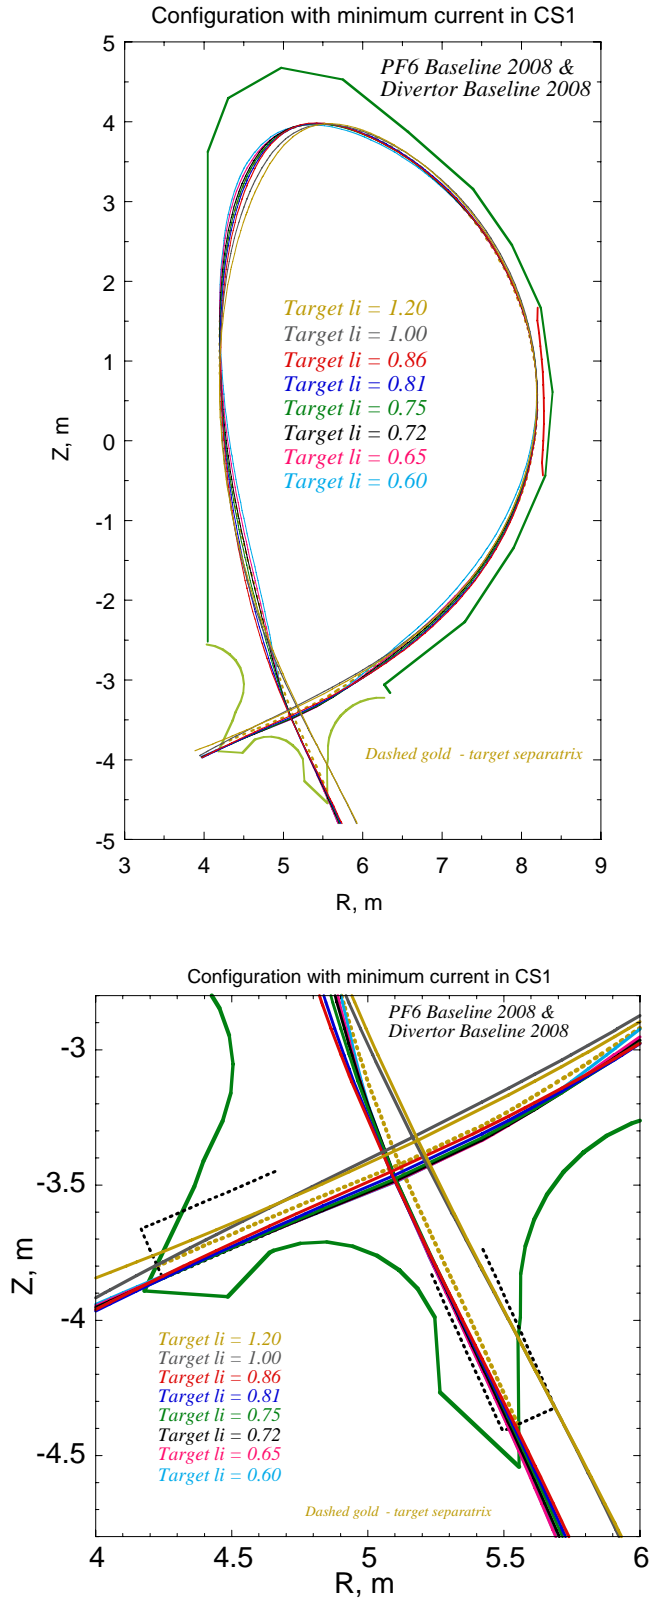 Configuration with minimum current in CS1
PF6 Baseline 2008 &
Divertor Baseline 2008
5
4
3
2
1
0
-1
-2
-3
-4
-5
Z, m
Target li = 1.20
Target li = 1.00
Target li = 0.86
Target li = 0.81
Target li = 0.75
Target li = 0.72
Target li = 0.65
Target li = 0.60
Dashed gold - target separatrix
3 4 5 6 7 8 9
R, m
Configuration with minimum current in CS1
PF6 Baseline 2008 &
Divertor Baseline 2008
-3
-3.5
-4
-4.5
Z, m
Target li = 1.20
Target li = 1.00
Target li = 0.86
Target li = 0.81
Target li = 0.75
Target li = 0.72
Target li = 0.65
Target li = 0.60
Dashed gold - target separatrix
4 4.5 5 5.5 6
R, m